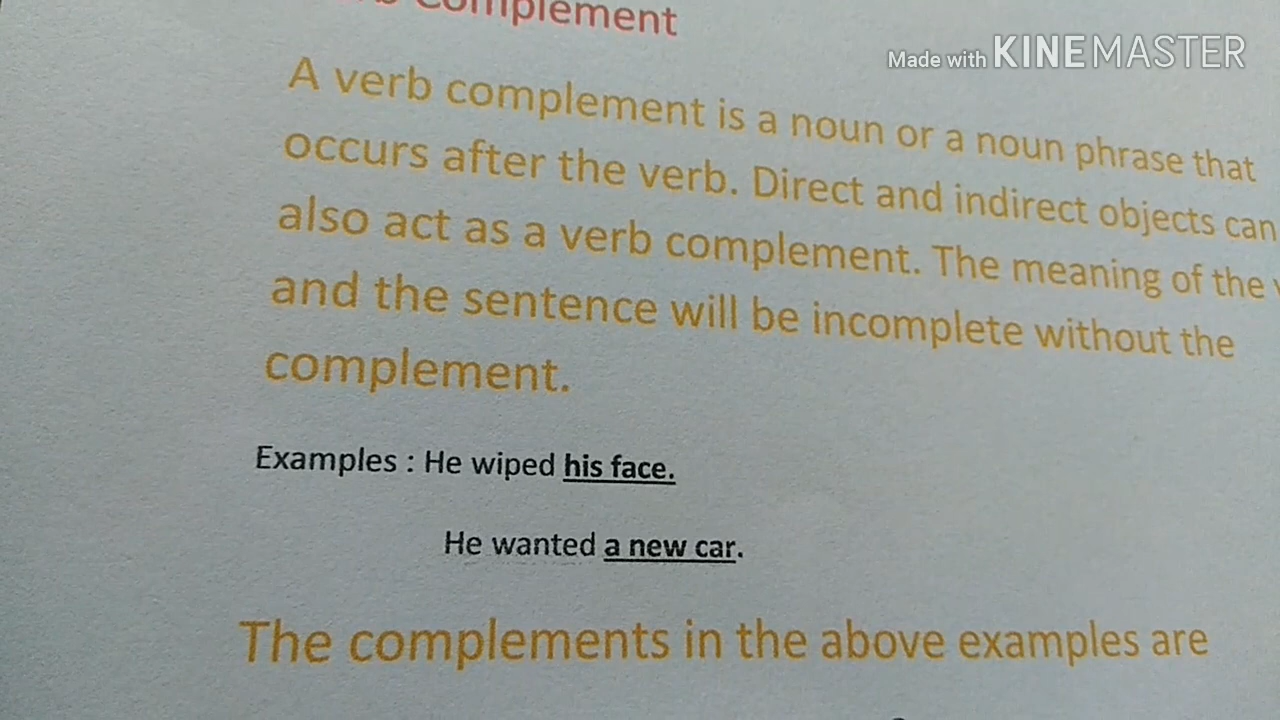 Complement
Made with KINEMASTER
A verb complement is a noun or a noun phrase that
occurs after the verb. Direct and indirect objects can
also act as a verb complement. The meaning of the
and the sentence will be incomplete without the
complement.
Examples : He wiped his face.
He wanted a new car.
The complements in the above examples are